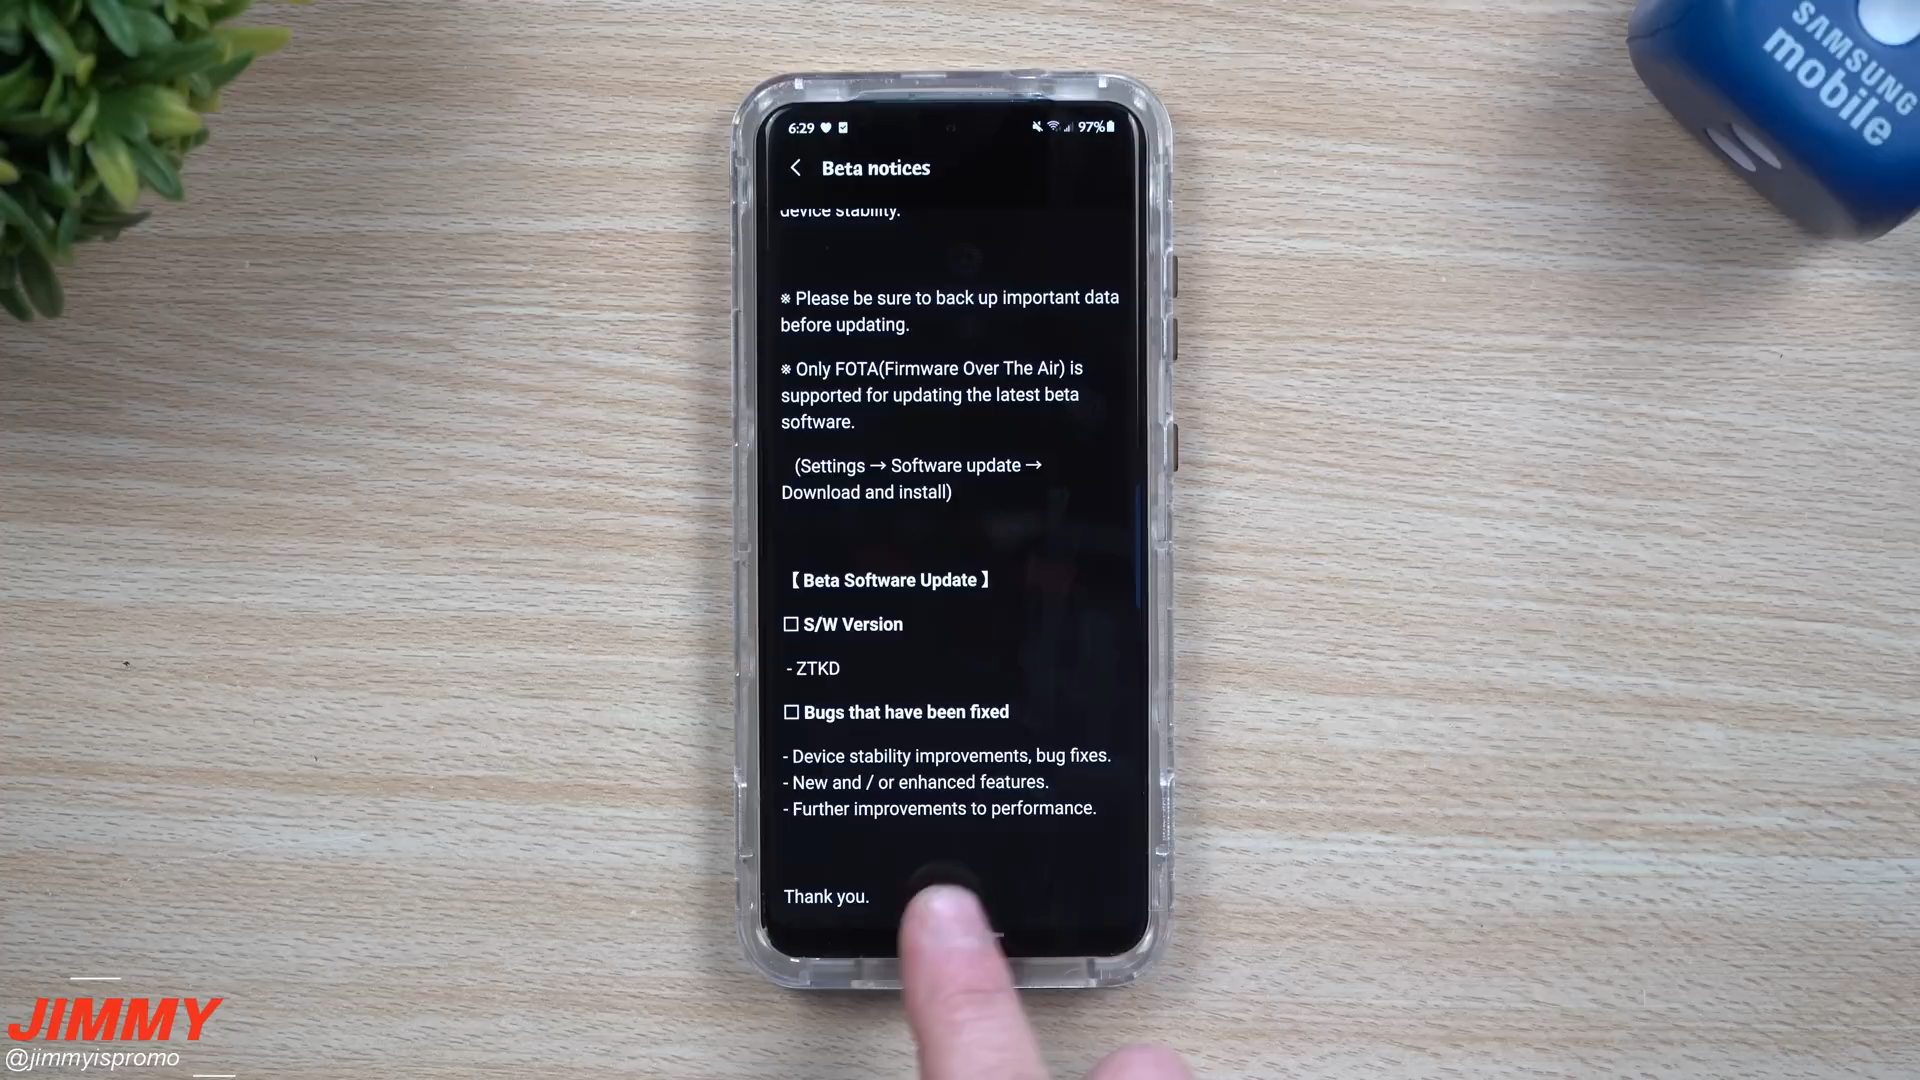 SAMSUNG
mobile
6:29
97%
Beta notices
device stability.
※ Please be sure to back up important data
before updating.
※ Only FOTA(Firmware Over The Air) is
supported for updating the latest beta
software.
(Settings → Software update →
Download and install)
【 Beta Software Update 】
□ S/W Version
- ZTKD
□ Bugs that have been fixed
- Device stability improvements, bug fixes.
- New and / or enhanced features.
- Further improvements to performance.
Thank you.
JIMMY
@jimmyispromo